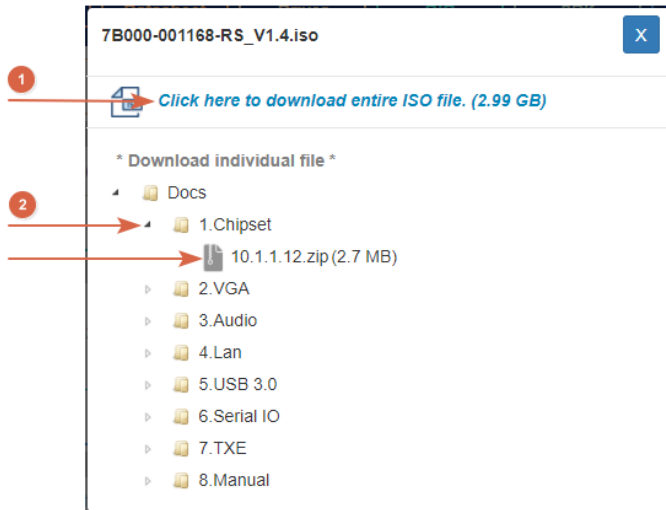 7B000-001168-RS_V1.4.iso
X
1
Click here to download entire ISO file. (2.99 GB)
* Download individual file *
Docs
2
1.Chipset
10.1.1.12.zip (2.7 MB)
2.VGA
3.Audio
4.Lan
5.USB 3.0
6.Serial IO
7.TXE
8.Manual